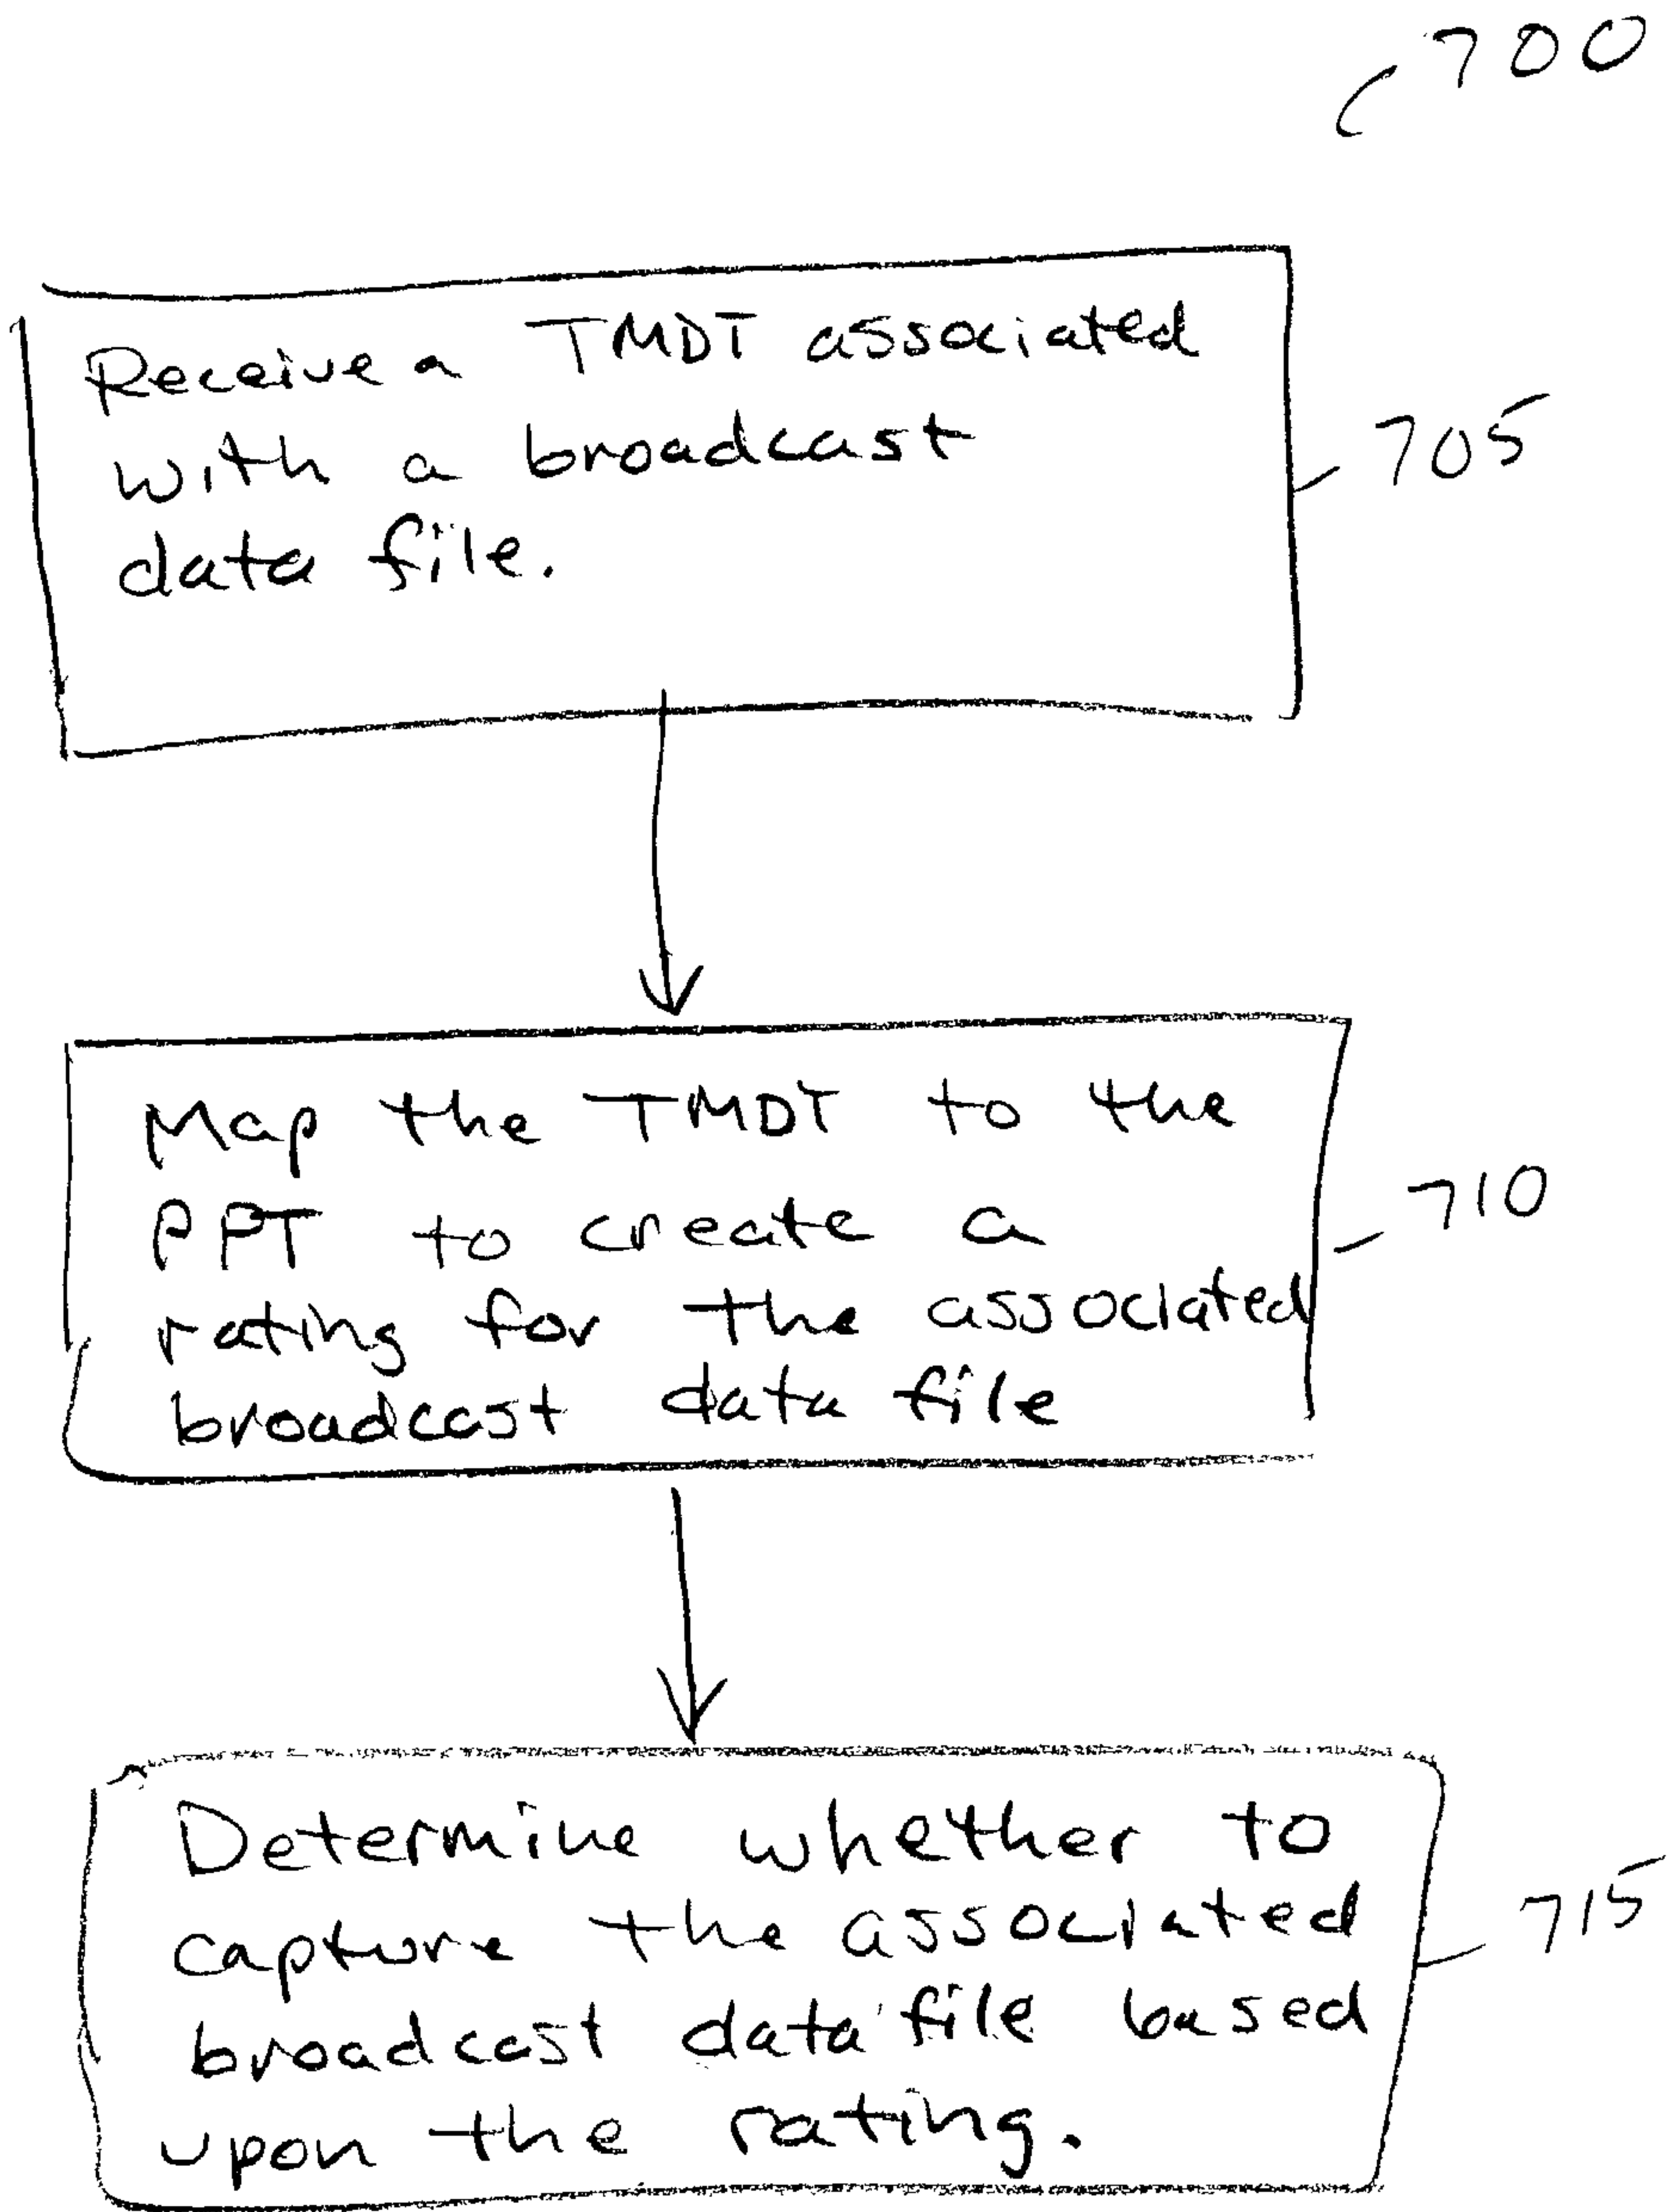 700
Receive a TMDT associated
with a broadcast
data file.
705
Map the TMDT to the
PPT to create a
rating for the associated
broadcast data file
710
Determine whether to
capture the associated
broadcast data file based
upon the rating.
715